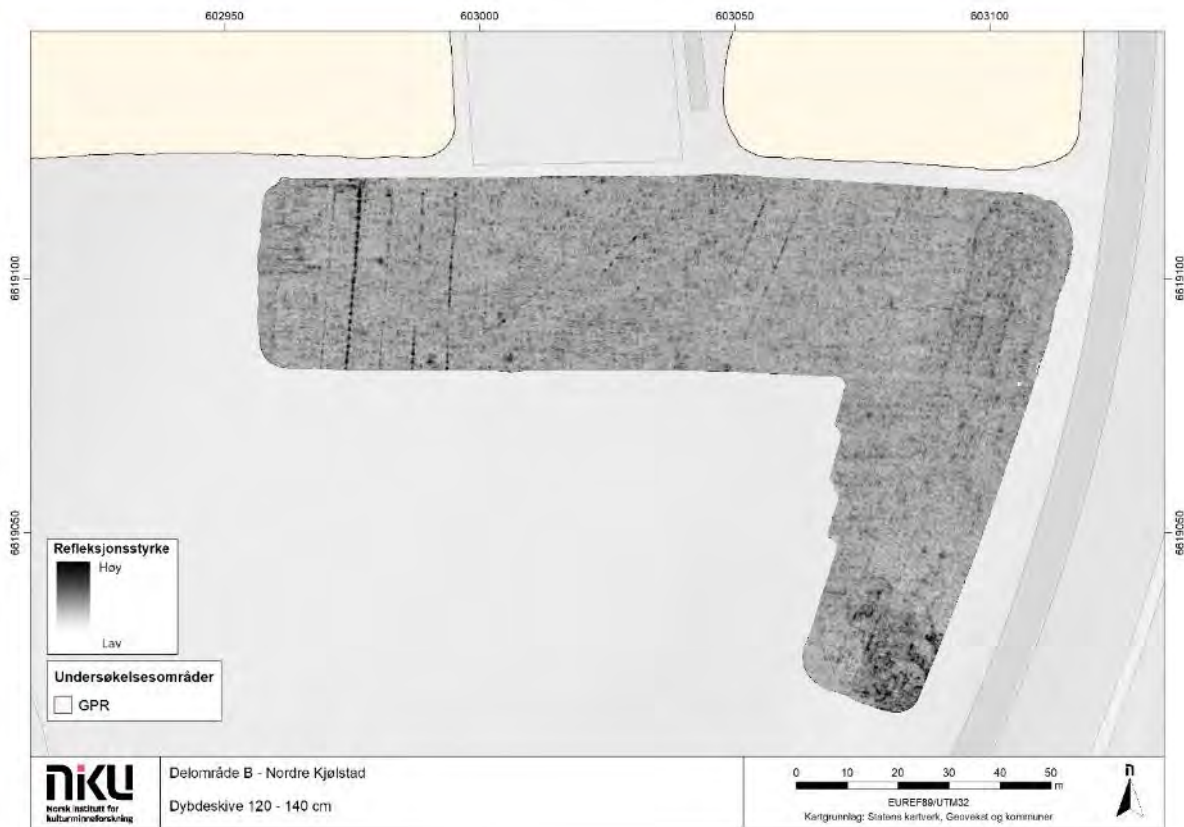 602950 603000 603050 603100
6619100 6619100
6619050 6619050
Refleksjonsstyrke
Høy
Lav
Undersøkelsesområder
GPR
NIKU
Norsk institutt for
kulturminneforskning
Delområde B - Nordre Kjølstad
Dybdeskive 120 - 140 cm
0 10 20 30 40 50
m
EUREF89/UTM32
Kartgrunnlag: Statens kartverk, Geovekst og kommuner
n